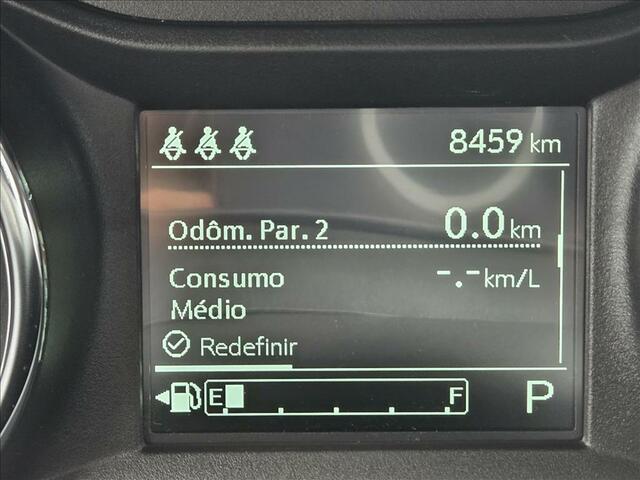 8459 km
Odôm. Par. 2 0.0 km
Consumo -.- km/L
Médio
Redefinir
E F P